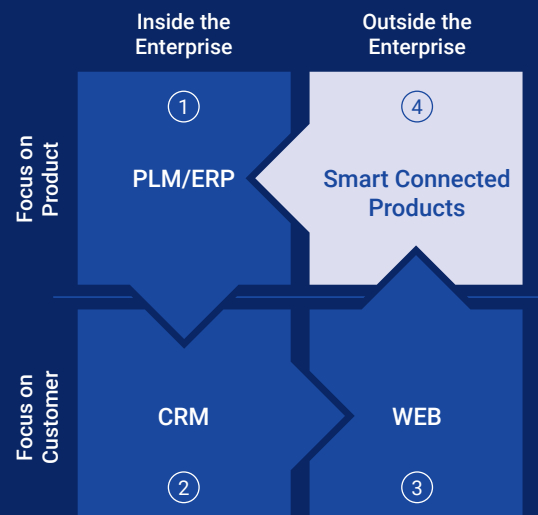 Inside the
Enterprise
Outside the
Enterprise
Focus on
Product
1
PLM/ERP
4
Smart Connected
Products
Focus on
Customer
CRM
2
WEB
3